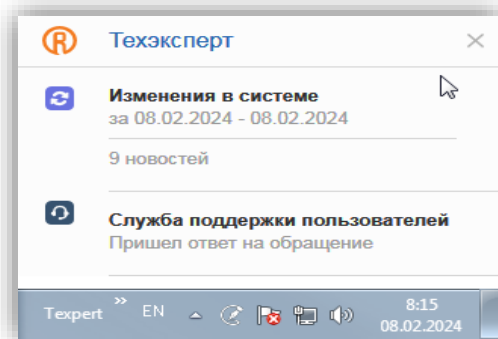 R Техэксперт
Изменения в системе
за 08.02.2024 - 08.02.2024
9 новостей
Служба поддержки пользователей
Пришел ответ на обращение
Texpert » EN 8:15
08.02.2024